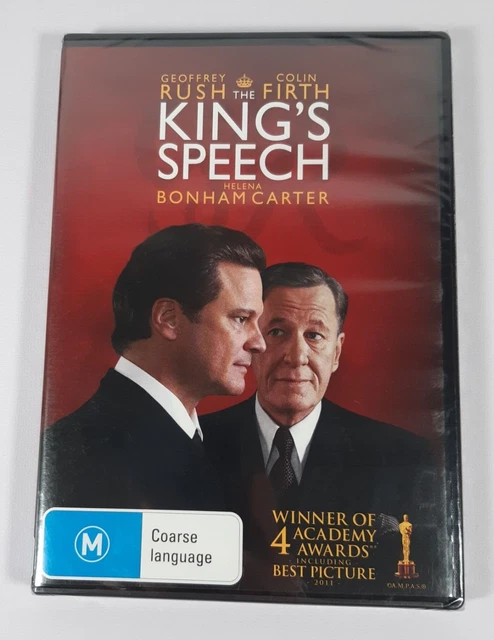 GEOFFREY COLIN
RUSH THE FIRTH
KING'S
SPEECH
HELENA
BONHAM CARTER
M
Coarse
language
WINNER OF
4 ACADEMY
AWARDS®
INCLUDING
BEST PICTURE
2011
©A.M.P.A.S.®